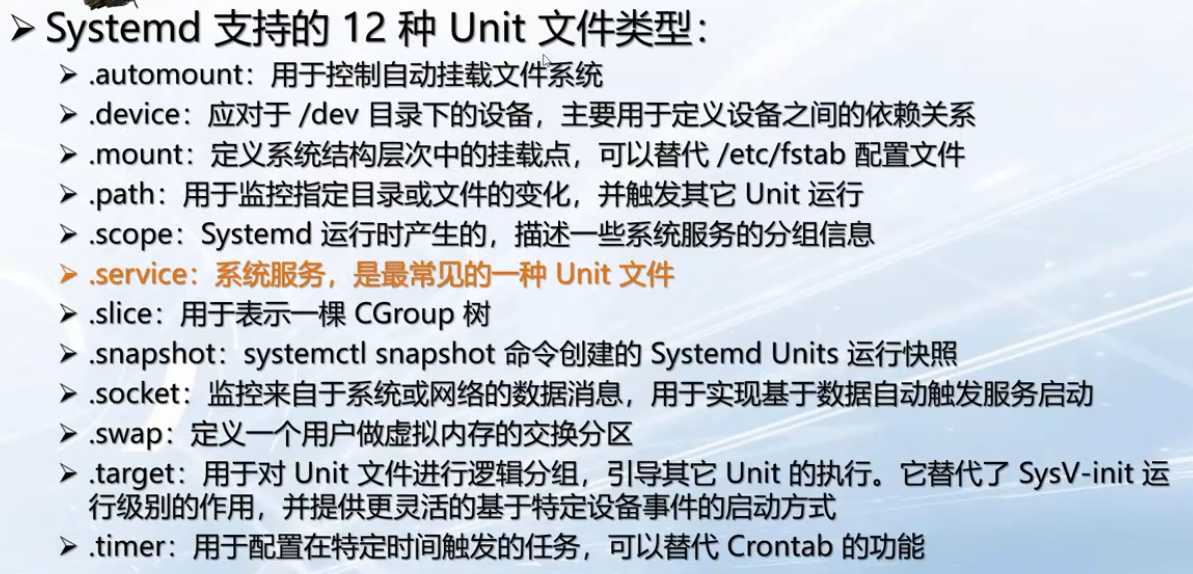 Systemd 支持的 12 种 Unit 文件类型：
.automount：用于控制自动挂载文件系统
.device：应对于 /dev 目录下的设备，主要用于定义设备之间的依赖关系
.mount：定义系统结构层次中的挂载点，可以替代 /etc/fstab 配置文件
.path：用于监控指定目录或文件的变化，并触发其它 Unit 运行
.scope：Systemd 运行时产生的，描述一些系统服务的分组信息
.service：系统服务，是最常见的一种 Unit 文件
.slice：用于表示一棵 CGroup 树
.snapshot：systemctl snapshot 命令创建的 Systemd Units 运行快照
.socket：监控来自于系统或网络的数据消息，用于实现基于数据自动触发服务启动
.swap：定义一个用户做虚拟内存的交换分区
.target：用于对 Unit 文件进行逻辑分组，引导其它 Unit 的执行。它替代了 SysV-init 运
行级别的作用，并提供更灵活的基于特定设备事件的启动方式
.timer：用于配置在特定时间触发的任务，可以替代 Crontab 的功能